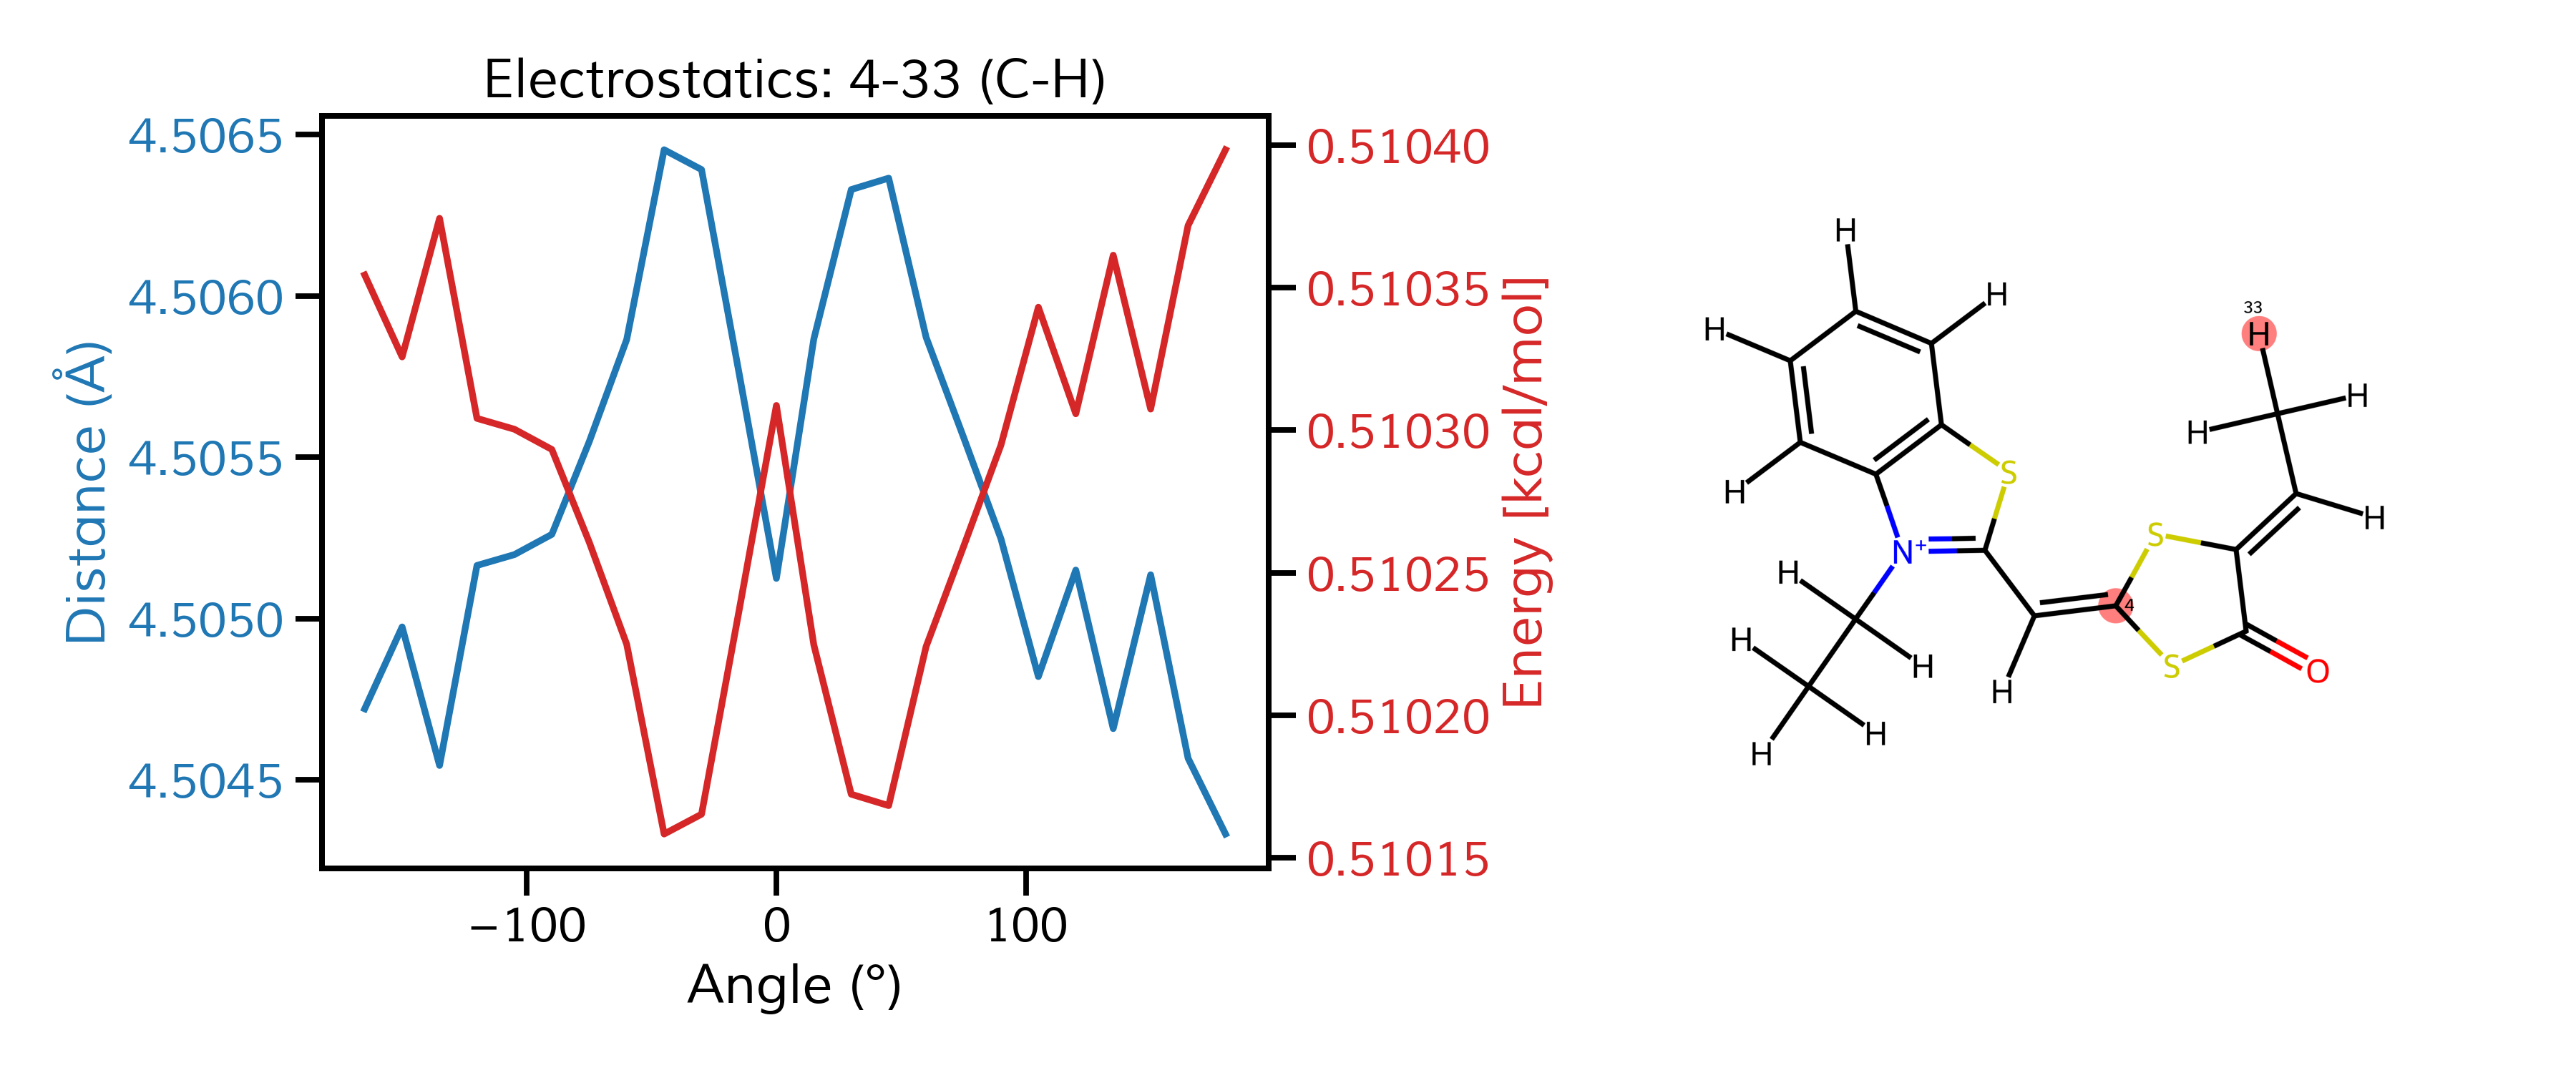 Electrostatics: 4-33 (C-H)
4.5065
4.5060
4.5055
4.5050
4.5045
Distance (Å)
0.51040
0.51035
0.51030
0.51025
0.51020
0.51015
Energy [kcal/mol]
−100 0 100
Angle (°)
H
H
H
33
H
H
H
H
H
S
S
H
N⁺
H
4
H
H
S
O
H
H
H